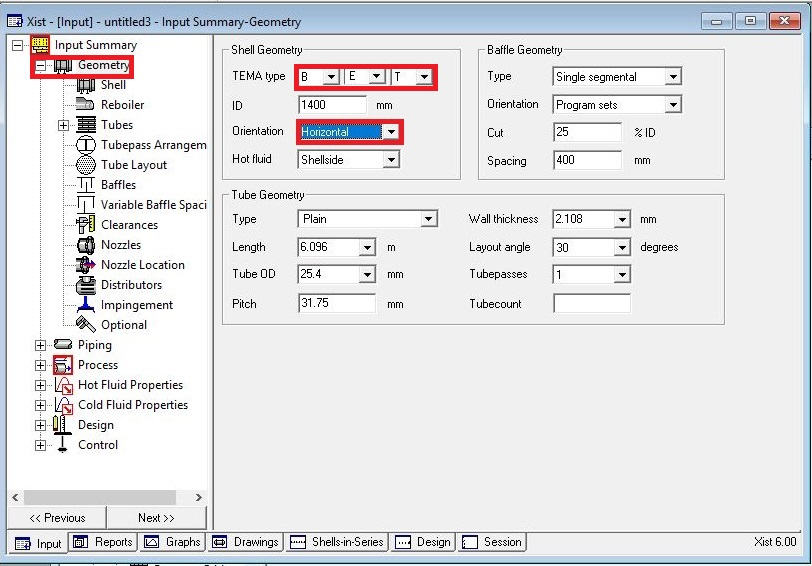 Xist - [Input] - untitled3 - Input Summary-Geometry
Input Summary
Geometry
Shell
Reboiler
Tubes
Tubepass Arrangem
Tube Layout
Baffles
Variable Baffle Spaci
Clearances
Nozzles
Nozzle Location
Distributors
Impingement
Optional
Piping
Process
Hot Fluid Properties
Cold Fluid Properties
Design
Control
<< Previous Next >>
Shell Geometry
TEMA type B E T
ID 1400 mm
Orientation Horizontal
Hot fluid Shellside
Baffle Geometry
Type Single segmental
Orientation Program sets
Cut 25 % ID
Spacing 400 mm
Tube Geometry
Type Plain
Length 6.096 m
Tube OD 25.4 mm
Pitch 31.75 mm
Wall thickness 2.108 mm
Layout angle 30 degrees
Tubepasses 1
Tubecount
Input Reports Graphs Drawings Shells-in-Series Design Session Xist 6.00